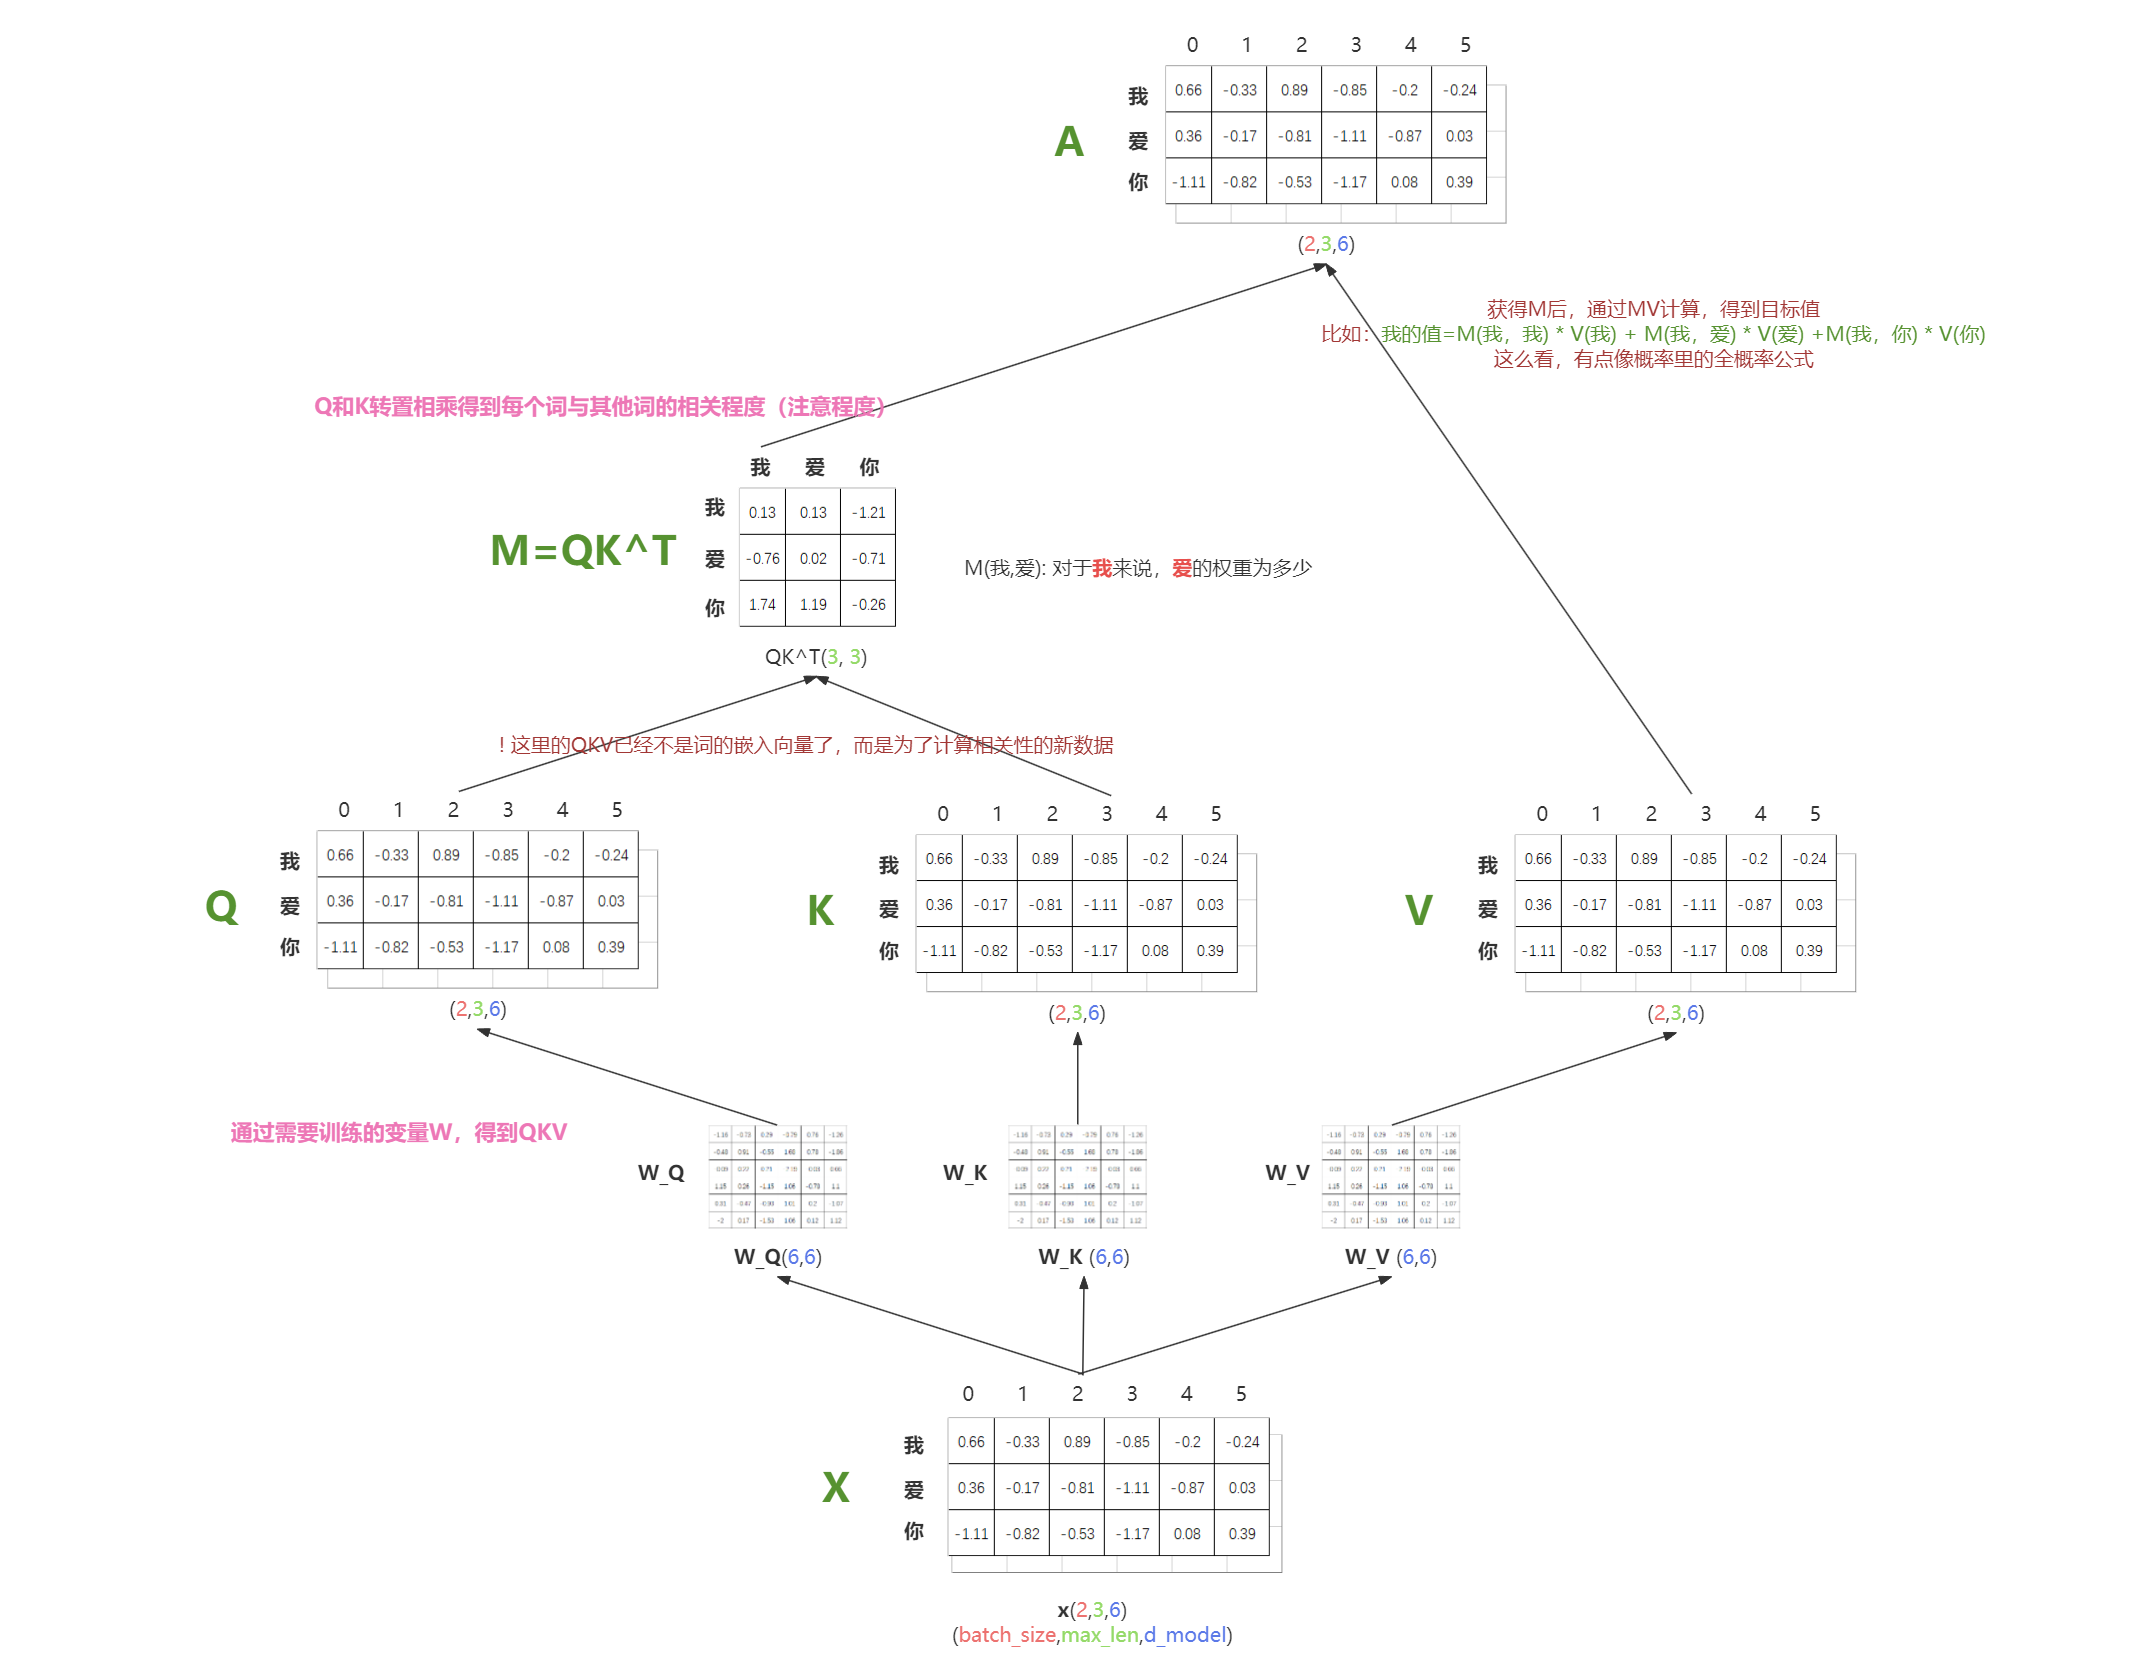 0 1 2 3 4 5
我 0.66 -0.33 0.89 -0.85 -0.2 -0.24
A
爱 0.36 -0.17 -0.81 -1.11 -0.87 0.03
你 -1.11 -0.82 -0.53 -1.17 0.08 0.39
(2,3,6)
获得M后，通过MV计算，得到目标值
比如：我的值=M(我，我) * V(我) + M(我，爱) * V(爱) +M(我，你) * V(你)
这么看，有点像概率里的全概率公式
Q和K转置相乘得到每个词与其他词的相关程度（注意程度）
我 爱 你
我 0.13 0.13 -1.21
M=QK^T
爱 -0.76 0.02 -0.71
你 1.74 1.19 -0.26
M(我,爱): 对于我来说，爱的权重为多少
QK^T(3, 3)
! 这里的QKV已经不是词的嵌入向量了，而是为了计算相关性的新数据
0 1 2 3 4 5
我 0.66 -0.33 0.89 -0.85 -0.2 -0.24
Q
爱 0.36 -0.17 -0.81 -1.11 -0.87 0.03
你 -1.11 -0.82 -0.53 -1.17 0.08 0.39
(2,3,6)
0 1 2 3 4 5
我 0.66 -0.33 0.89 -0.85 -0.2 -0.24
K
爱 0.36 -0.17 -0.81 -1.11 -0.87 0.03
你 -1.11 -0.82 -0.53 -1.17 0.08 0.39
(2,3,6)
0 1 2 3 4 5
我 0.66 -0.33 0.89 -0.85 -0.2 -0.24
V
爱 0.36 -0.17 -0.81 -1.11 -0.87 0.03
你 -1.11 -0.82 -0.53 -1.17 0.08 0.39
(2,3,6)
通过需要训练的变量W，得到QKV
W_Q
W_Q(6,6)
W_K
W_K (6,6)
W_V
W_V (6,6)
0 1 2 3 4 5
我 0.66 -0.33 0.89 -0.85 -0.2 -0.24
X
爱 0.36 -0.17 -0.81 -1.11 -0.87 0.03
你 -1.11 -0.82 -0.53 -1.17 0.08 0.39
x(2,3,6)
(batch_size,max_len,d_model)